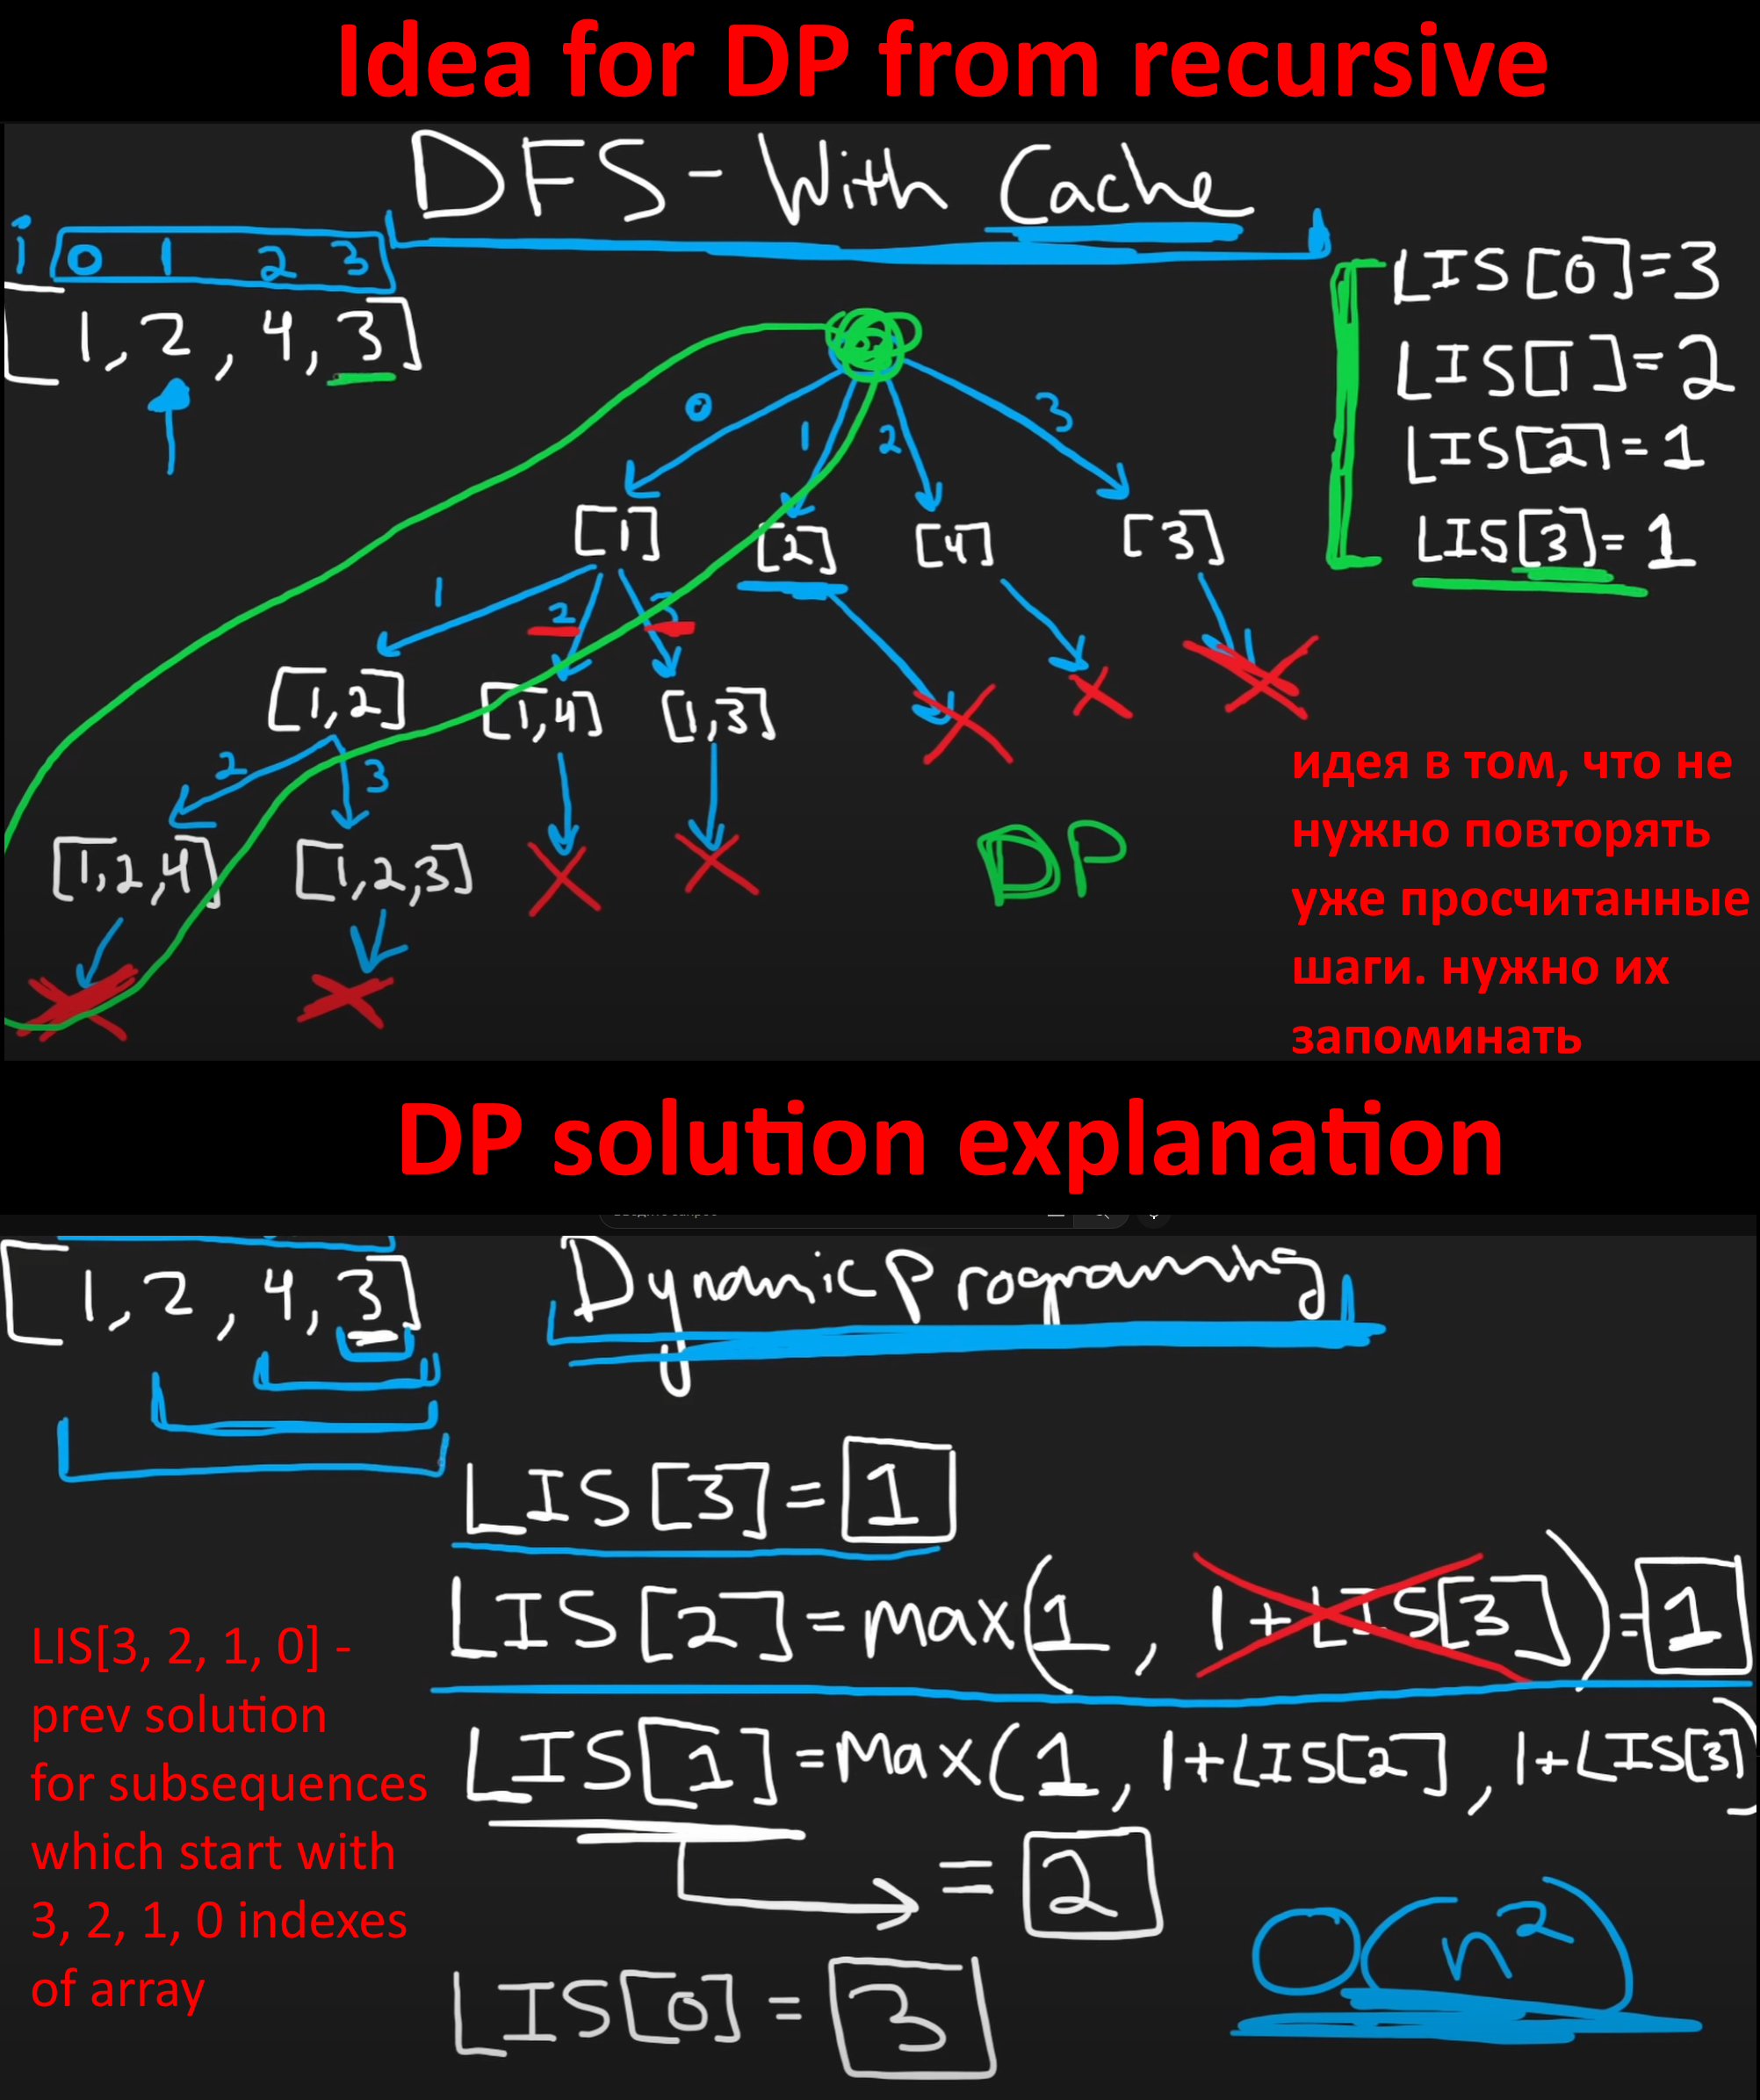 Idea for DP from recursive
DFS - With Cache
i 0 1 2 3
[1, 2, 4, 3]
LIS[0]=3
LIS[1]=2
LIS[2]=1
LIS[3]=1
0 1 2 3
[1] [2] [4] [3]
1 2 3
[1,2] [1,4] [1,3]
2 3
[1,2,4] [1,2,3]
DP
идея в том, что не
нужно повторять
уже просчитанные
шаги. нужно их
запоминать
DP solution explanation
[1, 2, 4, 3]
Dynamic Programming
LIS[3]=1
LIS[2]=max(1, 1+LIS[3])=1
LIS[1]=Max(1, 1+LIS[2], 1+LIS[3])
=2
LIS[0]=3
LIS[3, 2, 1, 0] -
prev solution
for subsequences
which start with
3, 2, 1, 0 indexes
of array
O(n²)